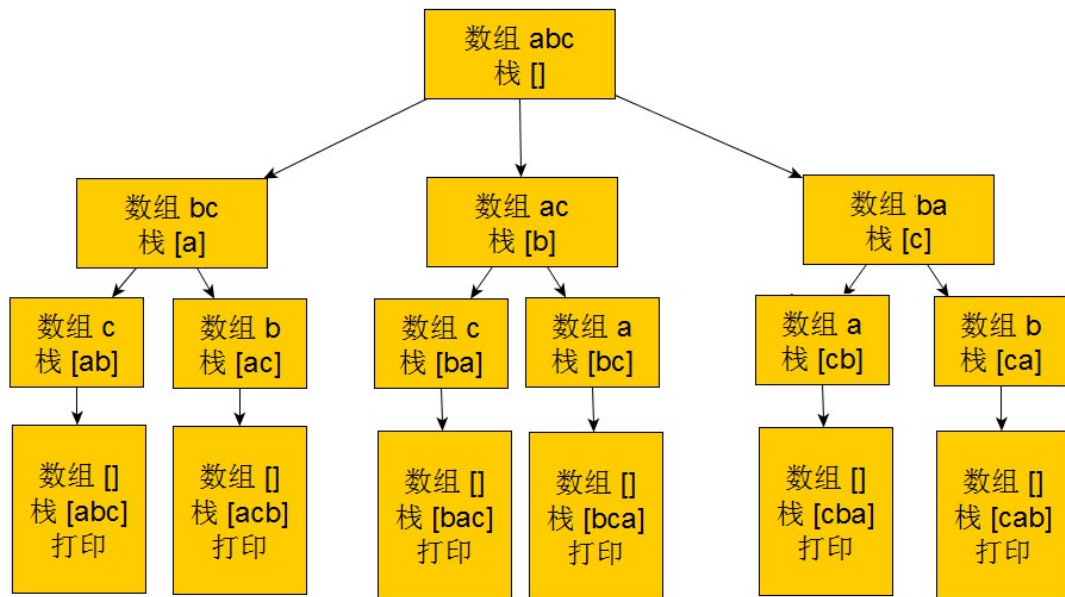 数组 abc
栈 []
数组 bc
栈 [a]
数组 ac
栈 [b]
数组 ba
栈 [c]
数组 c
栈 [ab]
数组 b
栈 [ac]
数组 c
栈 [ba]
数组 a
栈 [bc]
数组 a
栈 [cb]
数组 b
栈 [ca]
数组 []
栈 [abc]
打印
数组 []
栈 [acb]
打印
数组 []
栈 [bac]
打印
数组 []
栈 [bca]
打印
数组 []
栈 [cba]
打印
数组 []
栈 [cab]
打印